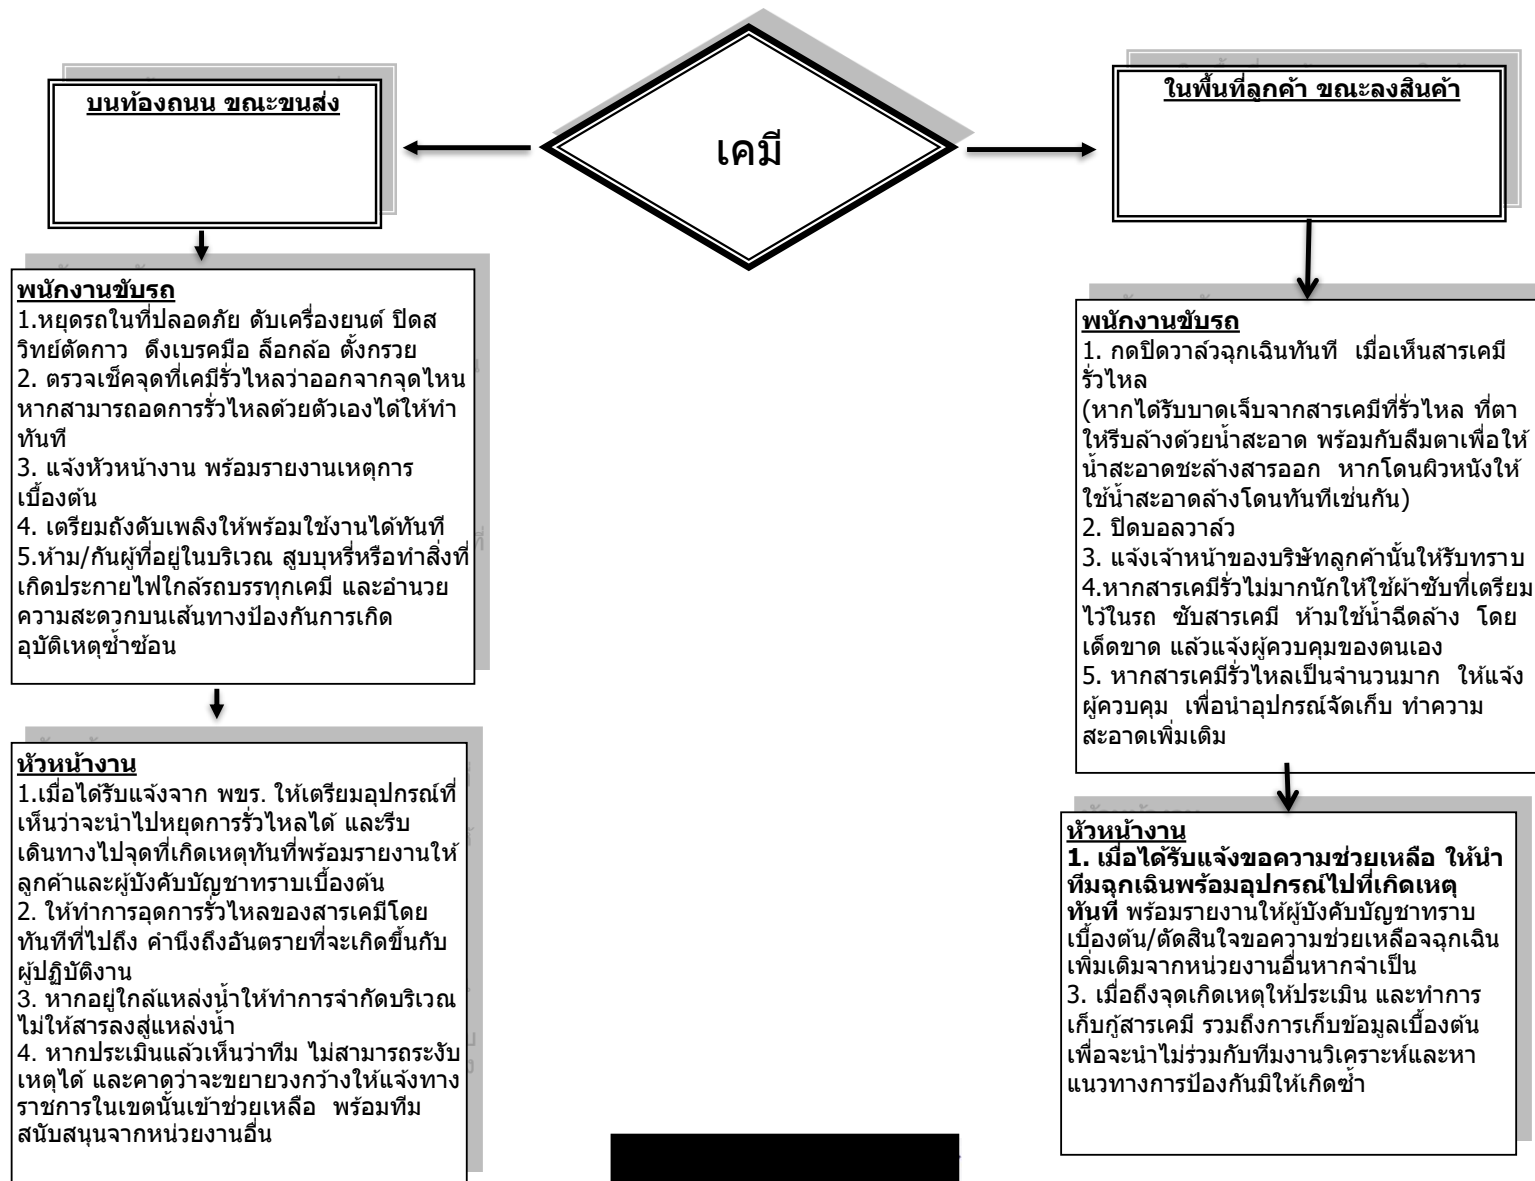 เคมี
บนท้องถนน ขณะขนส่ง
พนักงานขับรถ
1.หยุดรถในที่ปลอดภัย ดับเครื่องยนต์ ปิดส
วิทย์ตัดกาว ดึงเบรคมือ ล็อกล้อ ตั้งกรวย
2. ตรวจเช็คจุดที่เคมีรั่วไหลว่าออกจากจุดไหน
หากสามารถอดการรั่วไหลด้วยตัวเองได้ให้ทำ
ทันที
3. แจ้งหัวหน้างาน พร้อมรายงานเหตุการ
เบื้องต้น
4. เตรียมถังดับเพลิงให้พร้อมใช้งานได้ทันที
5.ห้าม/กันผู้ที่อยู่ในบริเวณ สูบบุหรี่หรือทำสิ่งที่
เกิดประกายไฟใกล้รถบรรทุกเคมี และอำนวย
ความสะดวกบนเส้นทางป้องกันการเกิด
อุบัติเหตุซ้ำซ้อน
หัวหน้างาน
1.เมื่อได้รับแจ้งจาก พขร. ให้เตรียมอุปกรณ์ที่
เห็นว่าจะนำไปหยุดการรั่วไหลได้ และรีบ
เดินทางไปจุดที่เกิดเหตุทันที่พร้อมรายงานให้
ลูกค้าและผู้บังคับบัญชาทราบเบื้องต้น
2. ให้ทำการอุดการรั่วไหลของสารเคมีโดย
ทันทีที่ไปถึง คำนึงถึงอันตรายที่จะเกิดขึ้นกับ
ผู้ปฏิบัติงาน
3. หากอยู่ใกล้แหล่งน้ำให้ทำการจำกัดบริเวณ
ไม่ให้สารลงสู่แหล่งน้ำ
4. หากประเมินแล้วเห็นว่าทีม ไม่สามารถระงับ
เหตุได้ และคาดว่าจะขยายวงกว้างให้แจ้งทาง
ราชการในเขตนั้นเข้าช่วยเหลือ พร้อมทีม
สนับสนุนจากหน่วยงานอื่น
ในพื้นที่ลูกค้า ขณะลงสินค้า
พนักงานขับรถ
1. กดปิดวาล์วฉุกเฉินทันที เมื่อเห็นสารเคมี
รั่วไหล
(หากได้รับบาดเจ็บจากสารเคมีที่รั่วไหล ที่ตา
ให้รีบล้างด้วยน้ำสะอาด พร้อมกับลืมตาเพื่อให้
น้ำสะอาดชะล้างสารออก หากโดนผิวหนังให้
ใช้น้ำสะอาดล้างโดนทันทีเช่นกัน)
2. ปิดบอลวาล์ว
3. แจ้งเจ้าหน้าของบริษัทลูกค้านั้นให้รับทราบ
4.หากสารเคมีรั่วไม่มากนักให้ใช้ผ้าซับที่เตรียม
ไว้ในรถ ซับสารเคมี ห้ามใช้น้ำฉีดล้าง โดย
เด็ดขาด แล้วแจ้งผู้ควบคุมของตนเอง
5. หากสารเคมีรั่วไหลเป็นจำนวนมาก ให้แจ้ง
ผู้ควบคุม เพื่อนำอุปกรณ์จัดเก็บ ทำความ
สะอาดเพิ่มเติม
หัวหน้างาน
1. เมื่อได้รับแจ้งขอความช่วยเหลือ ให้นำ
ทีมฉุกเฉินพร้อมอุปกรณ์ไปที่เกิดเหตุ
ทันที พร้อมรายงานให้ผู้บังคับบัญชาทราบ
เบื้องต้น/ตัดสินใจขอความช่วยเหลือจฉุกเฉิน
เพิ่มเติมจากหน่วยงานอื่นหากจำเป็น
3. เมื่อถึงจุดเกิดเหตุให้ประเมิน และทำการ
เก็บกู้สารเคมี รวมถึงการเก็บข้อมูลเบื้องต้น
เพื่อจะนำไม่ร่วมกับทีมงานวิเคราะห์และหา
แนวทางการป้องกันมิให้เกิดซ้ำ